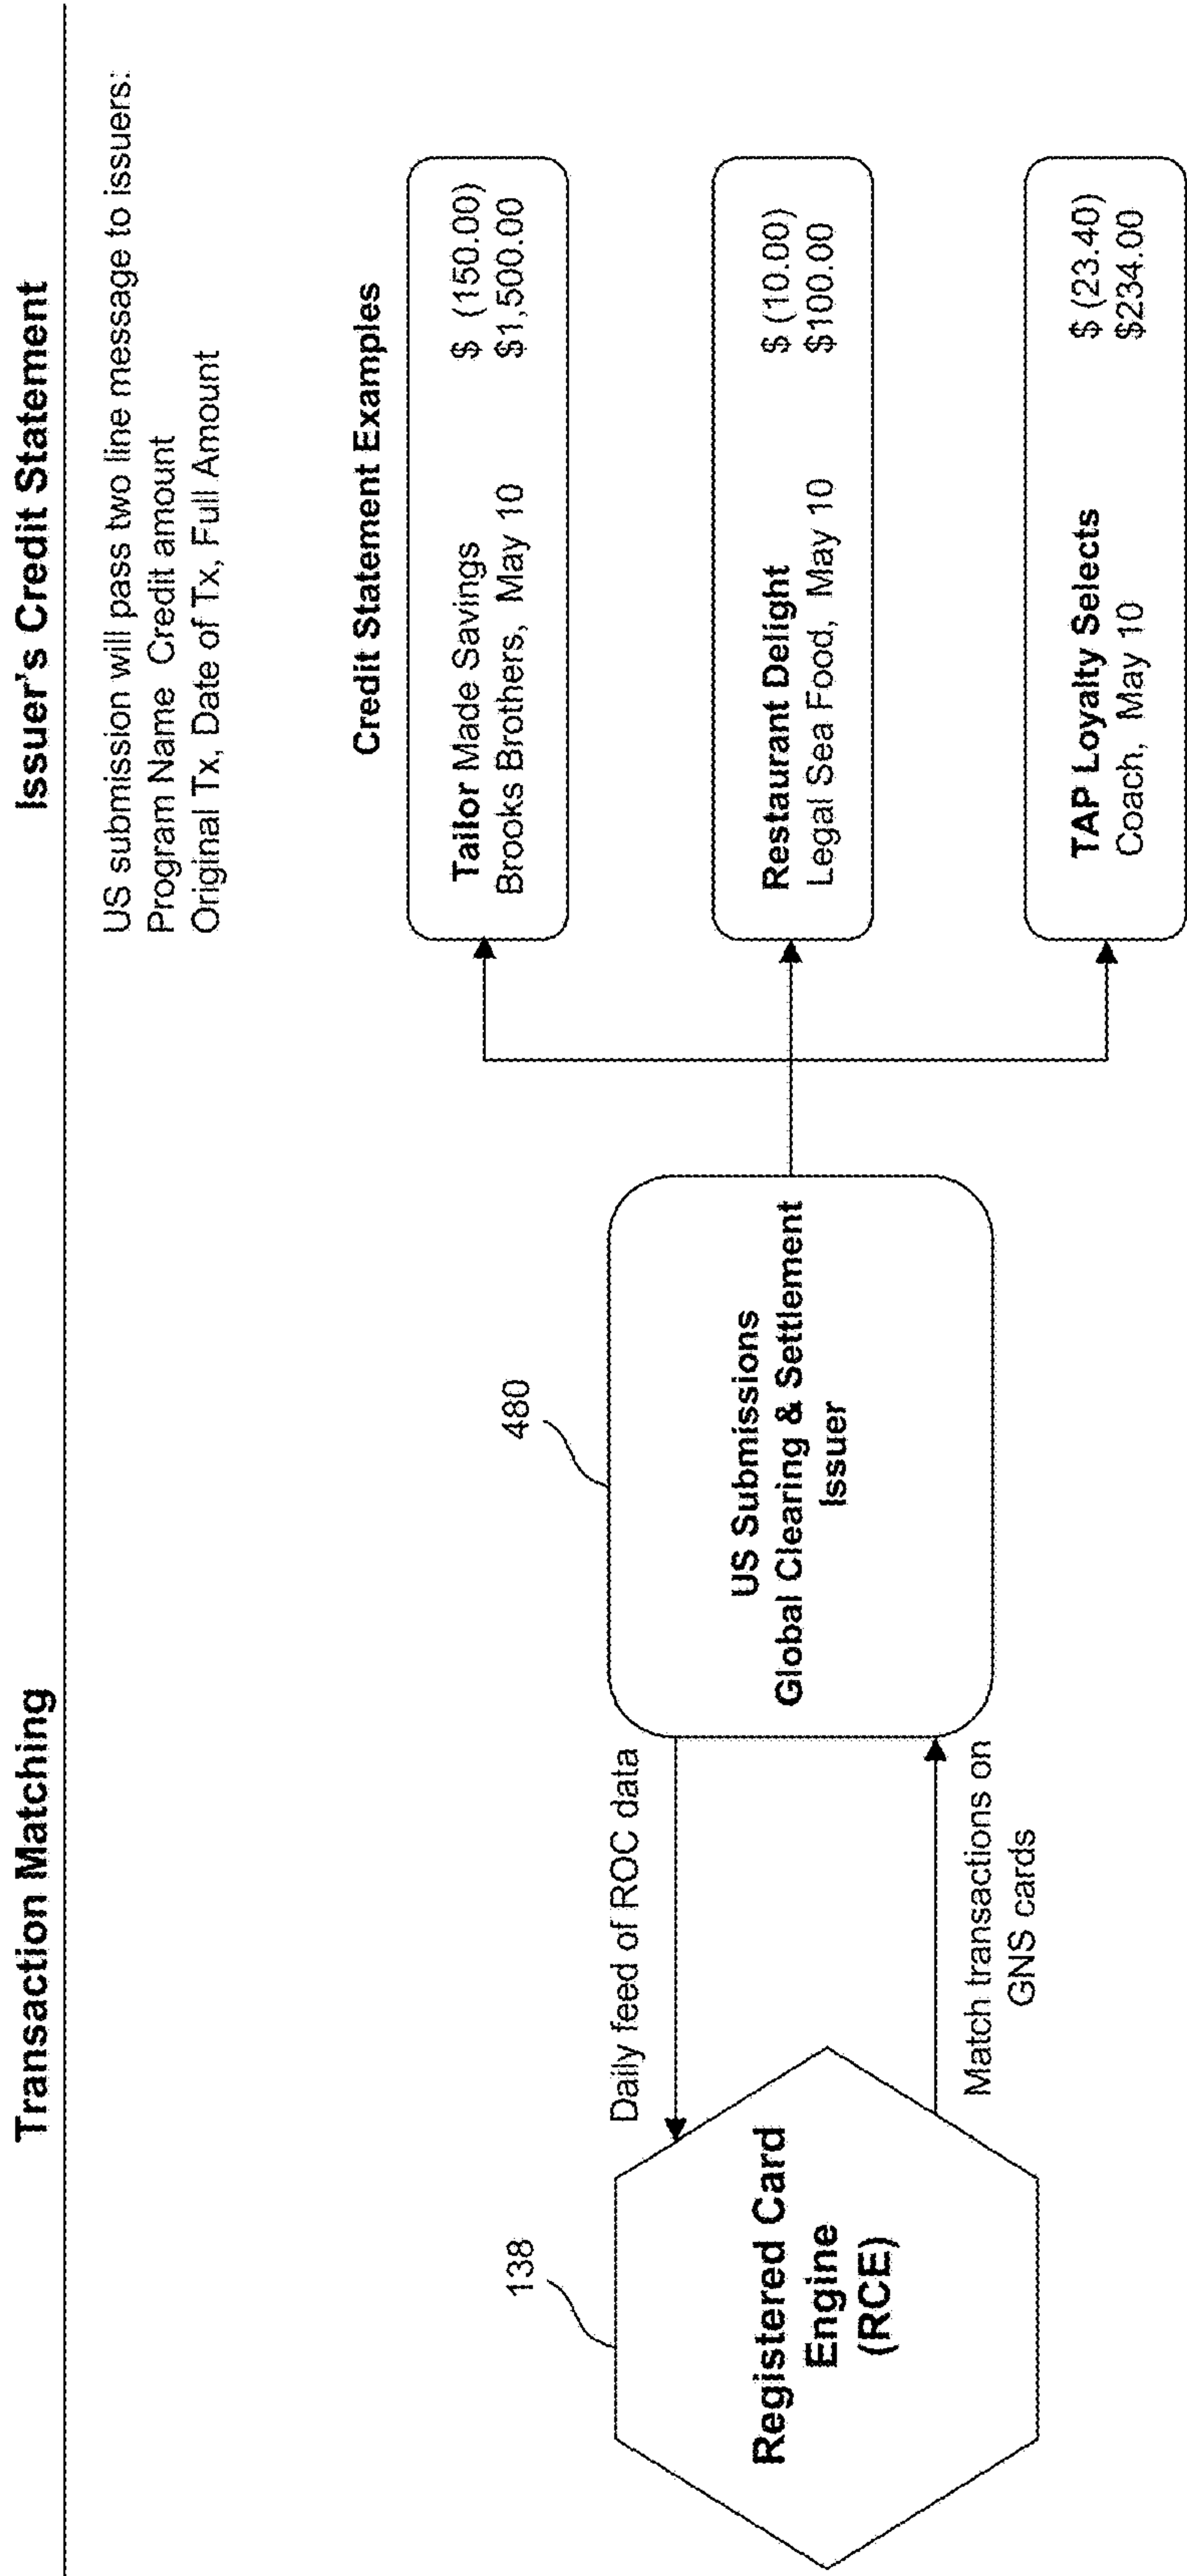 Transaction Matching
Issuer's Credit Statement
US submission will pass two line message to issuers:
Program Name  Credit amount
Original Tx, Date of Tx, Full Amount
138
Registered Card
Engine
(RCE)
Daily feed of ROC data
Match transactions on
GNS cards
480
US Submissions
Global Clearing & Settlement
Issuer
Credit Statement Examples
Tailor Made Savings $ (150.00)
Brooks Brothers, May 10 $1,500.00
Restaurant Delight $ (10.00)
Legal Sea Food, May 10 $100.00
TAP Loyalty Selects $ (23.40)
Coach, May 10 $234.00